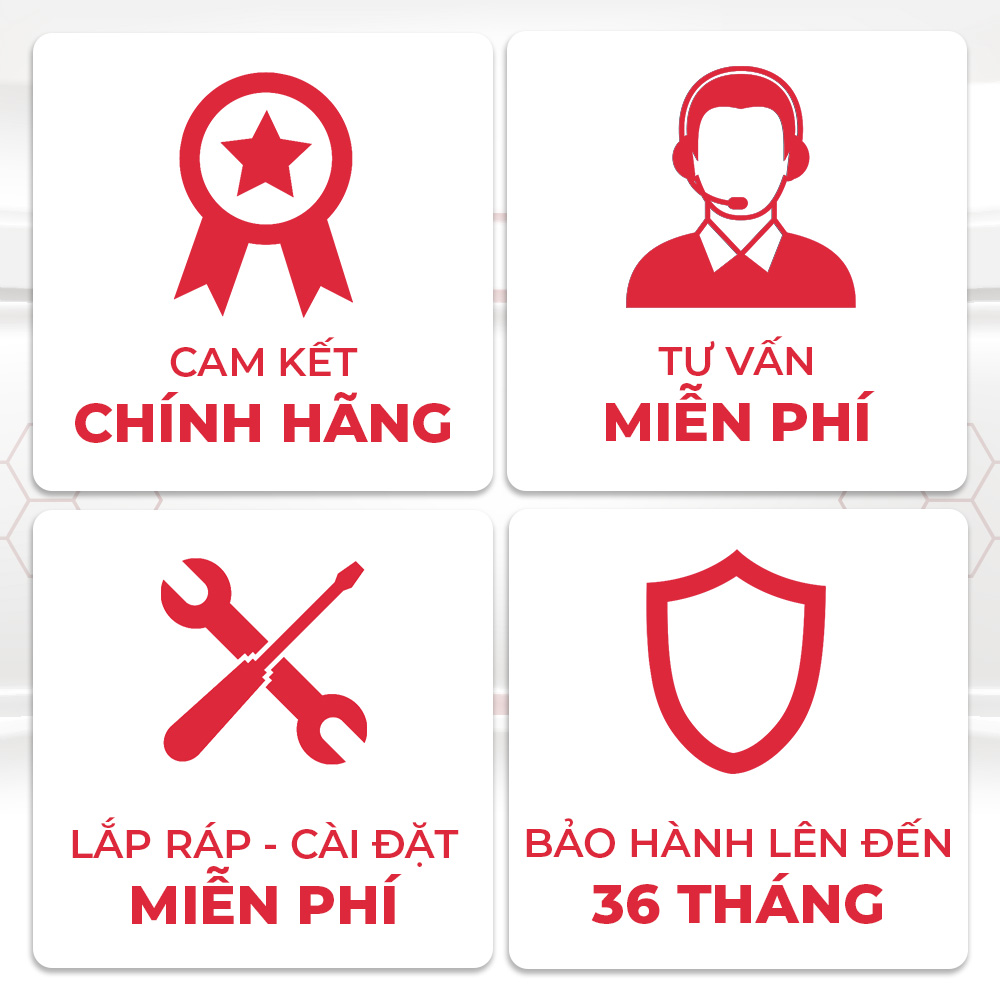 CAM KẾT
CHÍNH HÃNG
TƯ VẤN
MIỄN PHÍ
LẮP RÁP - CÀI ĐẶT
MIỄN PHÍ
BẢO HÀNH LÊN ĐẾN
36 THÁNG